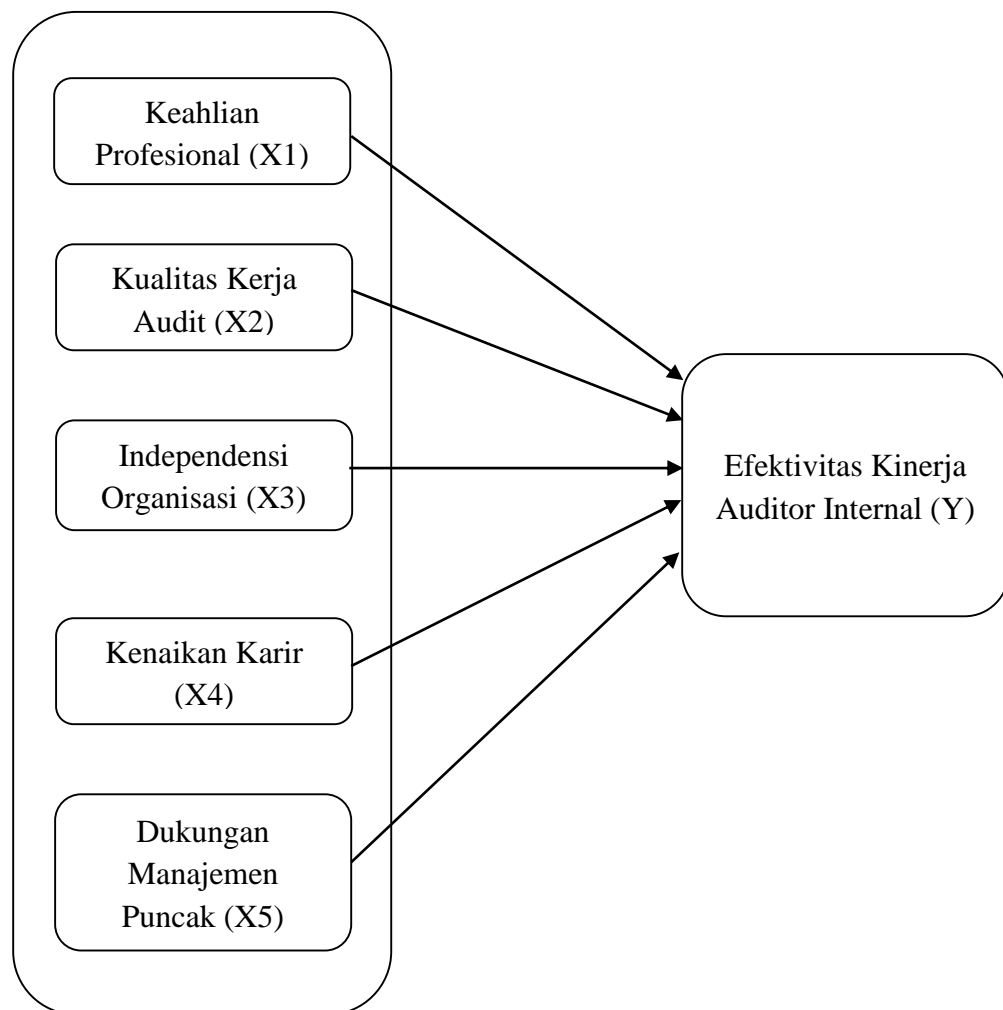 Keahlian
Profesional (X1)
Kualitas Kerja
Audit (X2)
Independensi
Organisasi (X3)
Kenaikan Karir
(X4)
Dukungan
Manajemen
Puncak (X5)
Efektivitas Kinerja
Auditor Internal (Y)